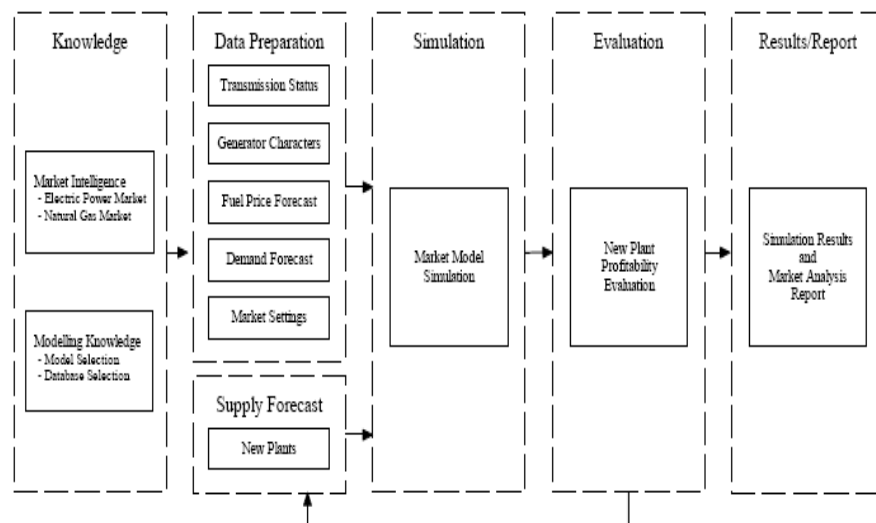 Knowledge
Market Intelligence
- Electric Power Market
- Natural Gas Market
Modelling Knowledge
- Model Selection
- Database Selection
Data Preparation
Transmission Status
Generator Characters
Fuel Price Forecast
Demand Forecast
Market Settings
Supply Forecast
New Plants
Simulation
Market Model
Simulation
Evaluation
New Plant
Profitability
Evaluation
Results/Report
Simulation Results
and
Market Analysis
Report